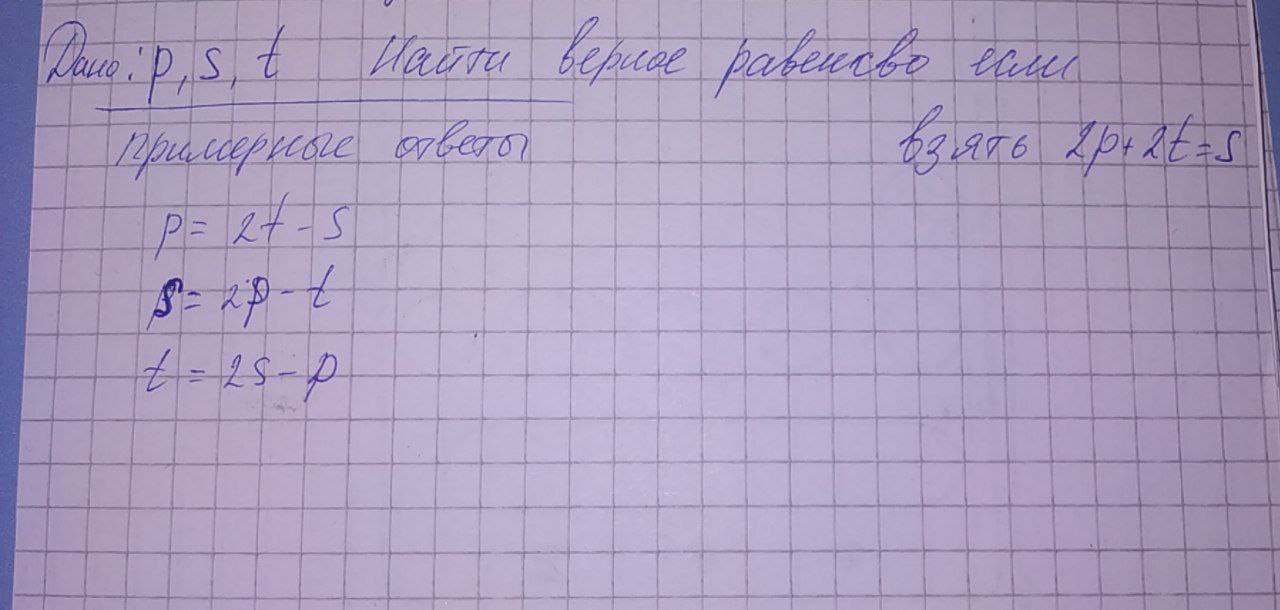 Дано: p, s, t Найти верное равенсво если
примерные ответы взять 2p+2t=s
p= 2t-s
s= 2p-t
t = 2s-p